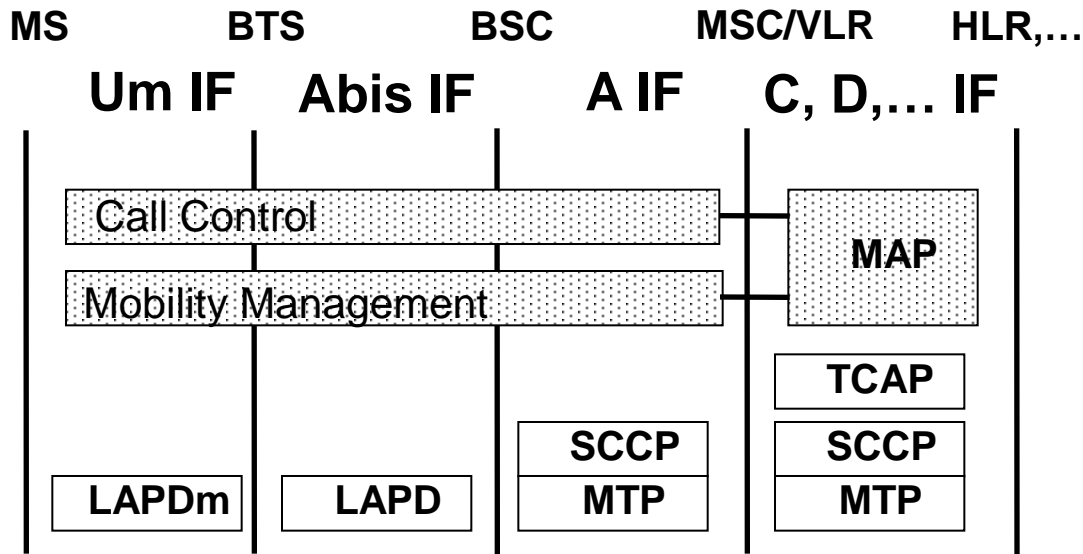 MS BTS BSC MSC/VLR HLR,…
Um IF Abis IF A IF C, D,… IF
Call Control
MAP
Mobility Management
TCAP
SCCP SCCP
LAPDm LAPD MTP MTP